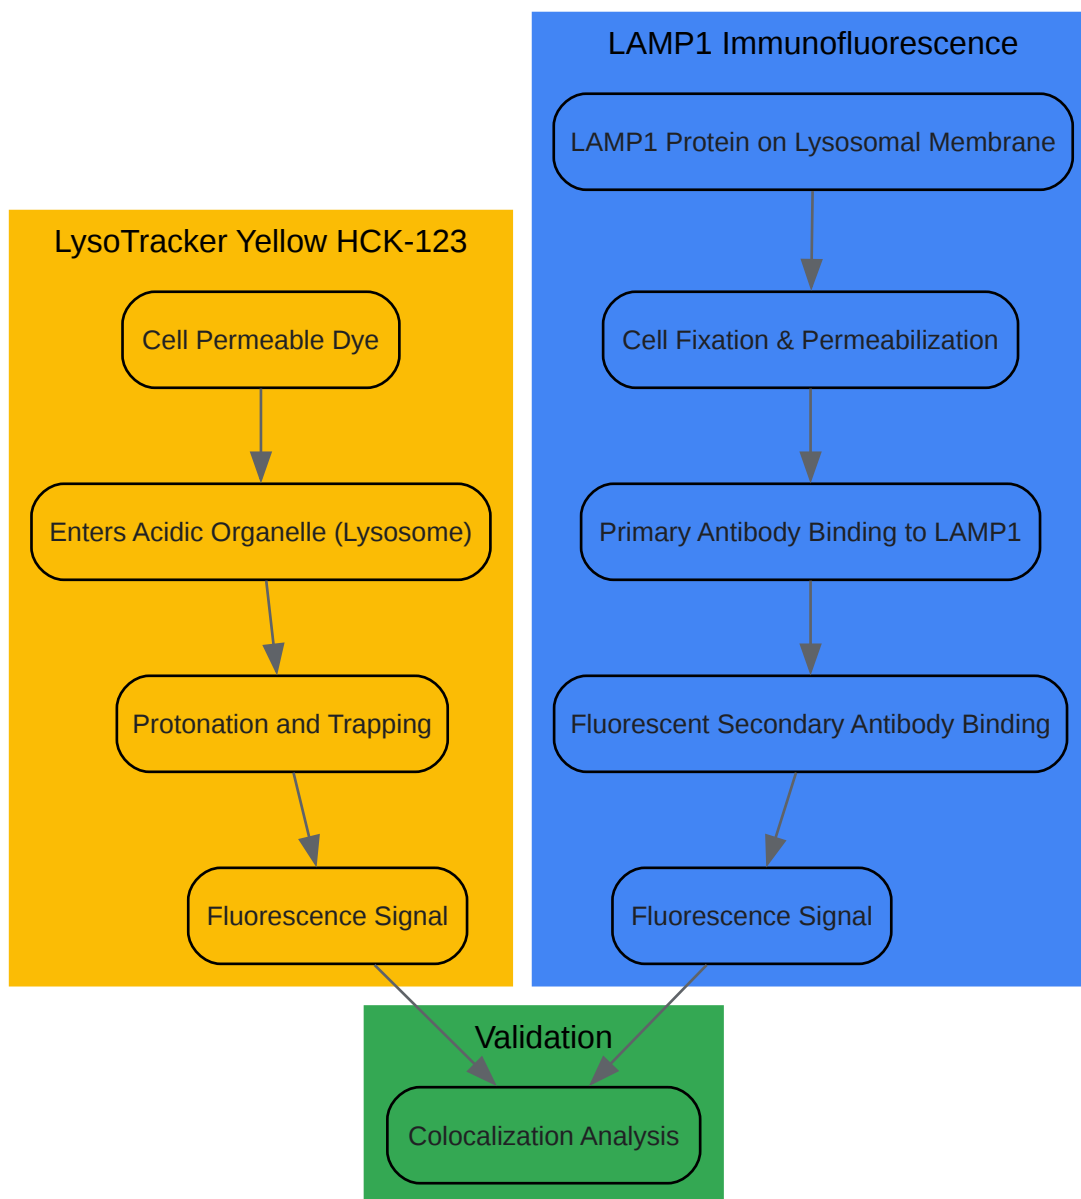 LysoTracker Yellow HCK-123
Cell Permeable Dye
Enters Acidic Organelle (Lysosome)
Protonation and Trapping
Fluorescence Signal
LAMP1 Immunofluorescence
LAMP1 Protein on Lysosomal Membrane
Cell Fixation & Permeabilization
Primary Antibody Binding to LAMP1
Fluorescent Secondary Antibody Binding
Fluorescence Signal
Validation
Colocalization Analysis